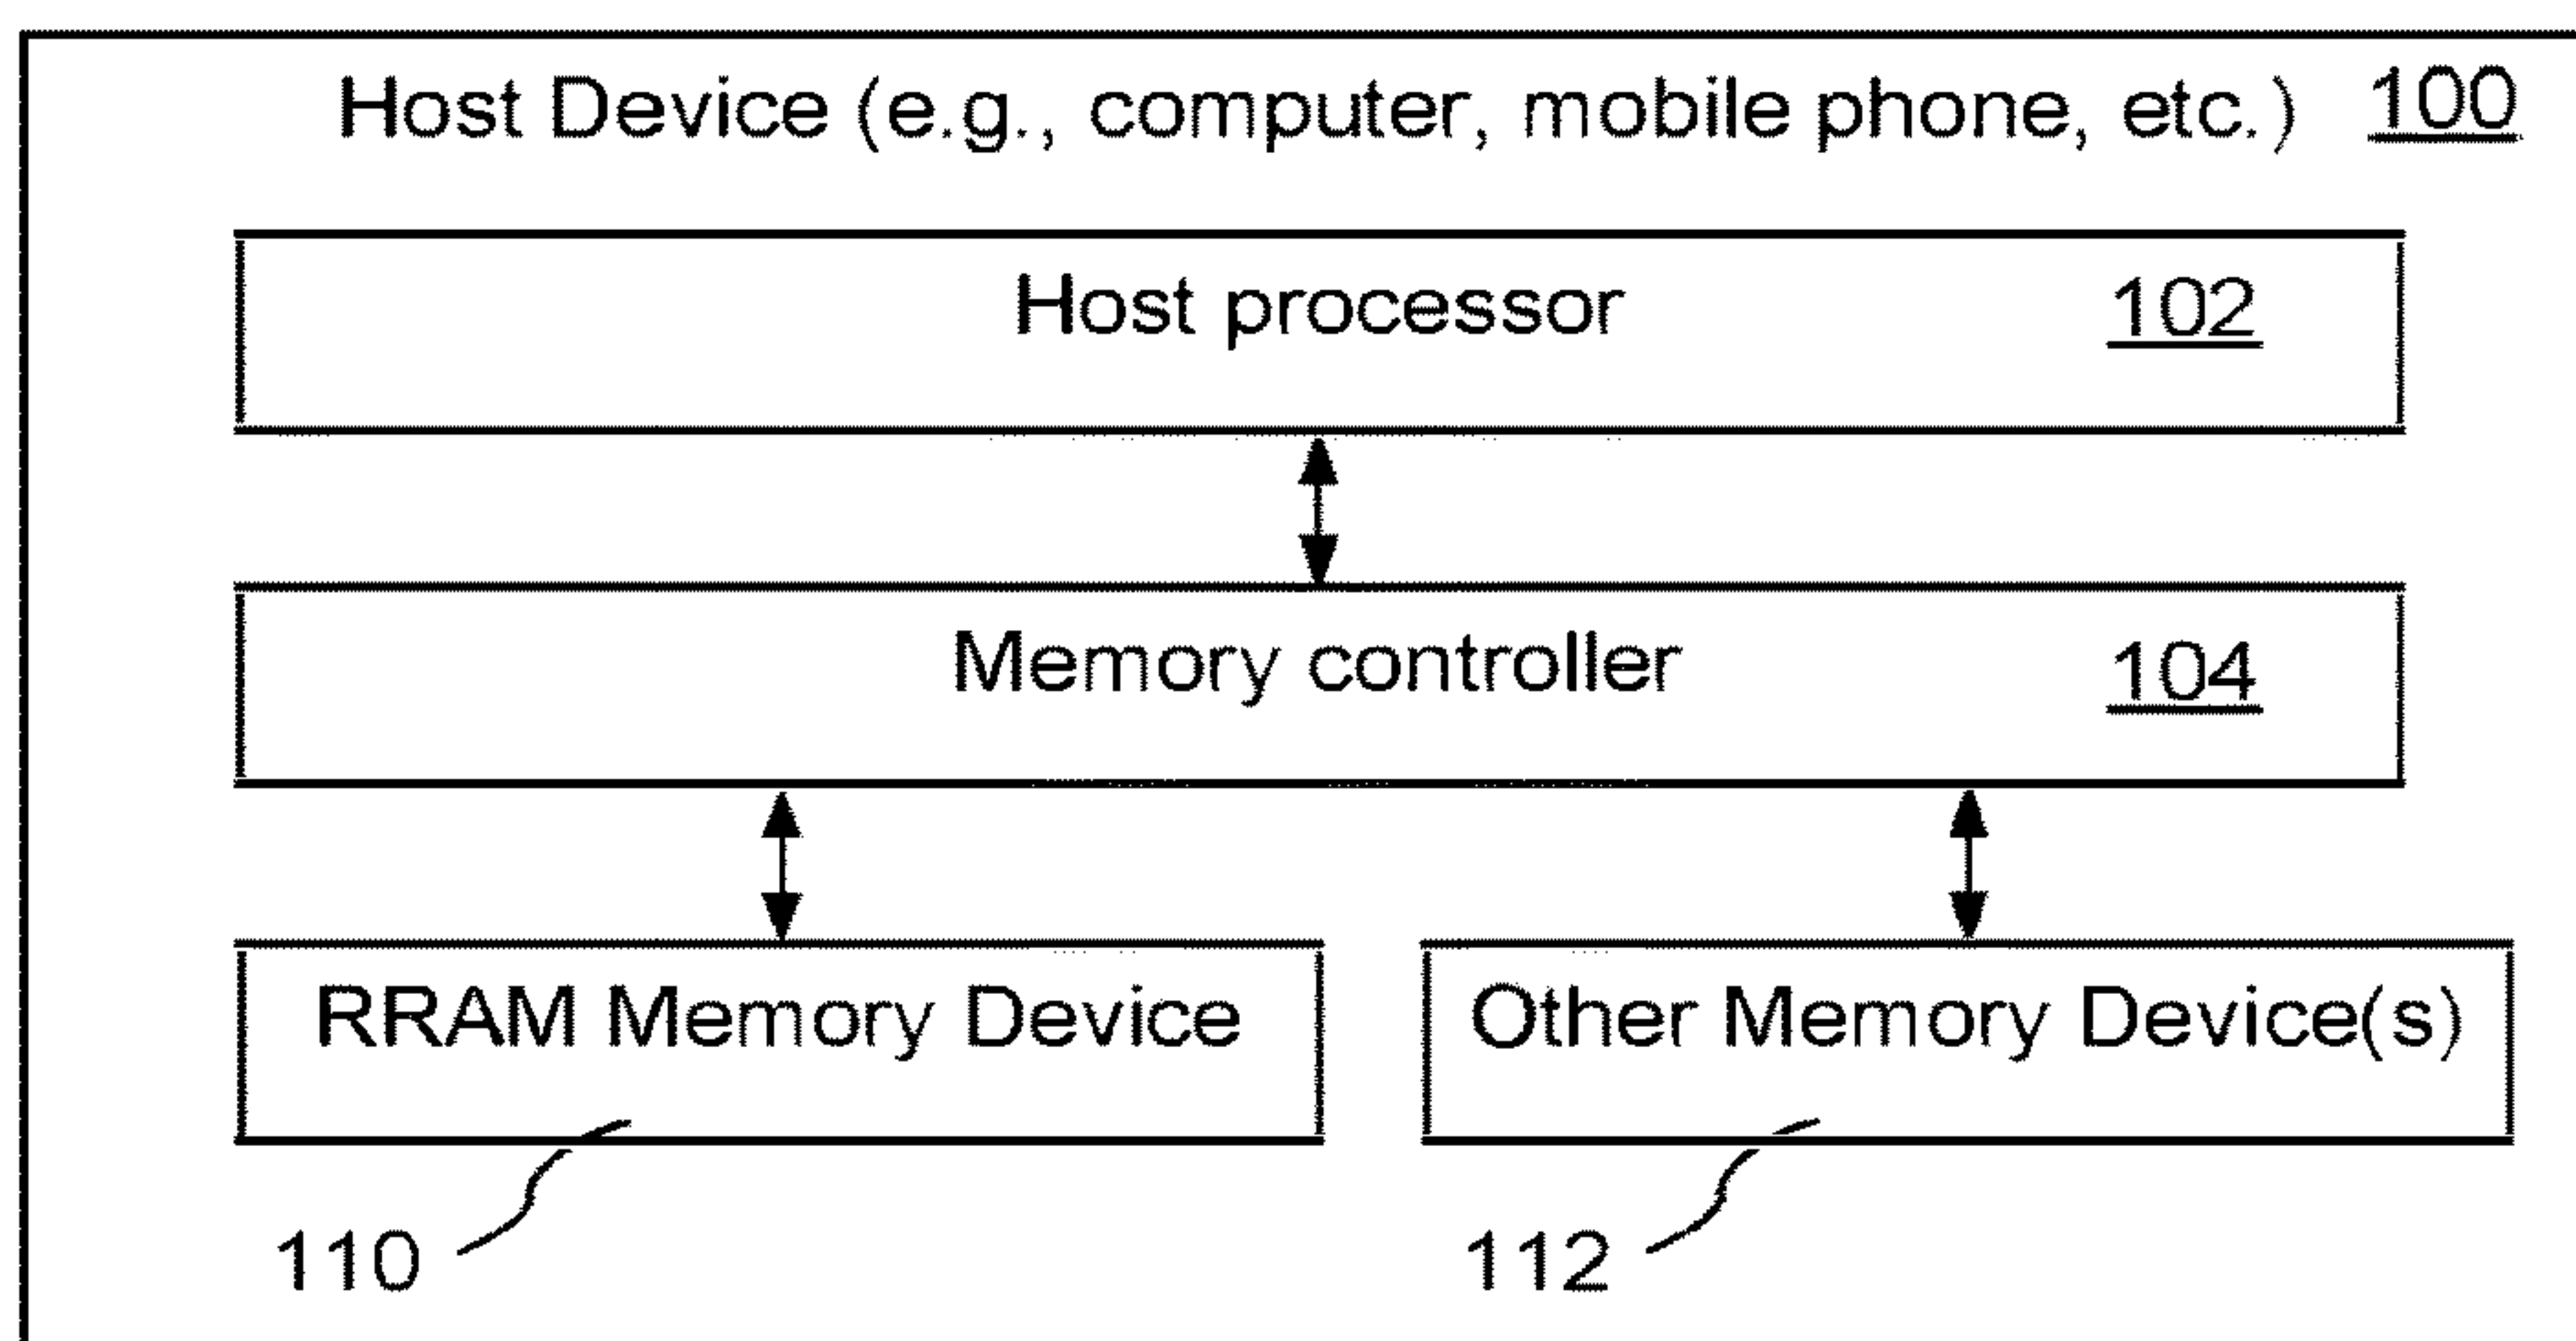 Host Device (e.g., computer, mobile phone, etc.) 100
Host processor 102
Memory controller 104
RRAM Memory Device Other Memory Device(s)
110 112